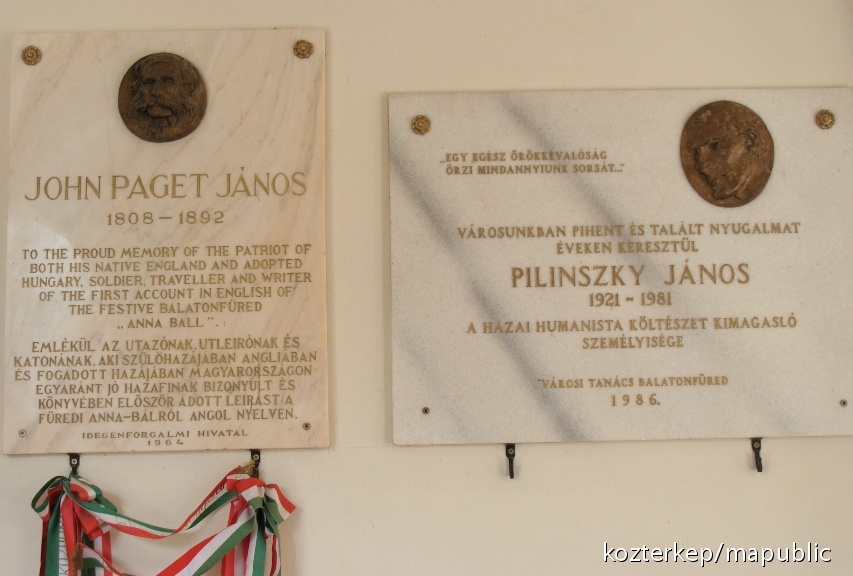 JOHN PAGET JÁNOS
1808 – 1892
TO THE PROUD MEMORY OF THE PATRIOT OF
BOTH HIS NATIVE ENGLAND AND ADOPTED
HUNGARY, SOLDIER, TRAVELLER AND WRITER
OF THE FIRST ACCOUNT IN ENGLISH OF
THE FESTIVE BALATONFÜRED
„ANNA BALL”.
EMLÉKÜL AZ UTAZÓNAK, UTLEIRÓNAK ÉS
KATONÁNAK, AKI SZÜLŐHAZÁJÁBAN ANGLIÁBAN
ÉS FOGADOTT HAZÁJÁBAN MAGYARORSZÁGON
EGYARÁNT JÓ HAZAFINAK BIZONYULT ÉS
KÖNYVÉBEN ELŐSZÖR ADOTT LEIRÁST A
FÜREDI ANNA-BÁLRÓL ANGOL NYELVEN.
IDEGENFORGALMI HIVATAL
1964
„EGY EGÉSZ ÖRÖKKÉVALÓSÁG
ŐRZI MINDANNYIUNK SORSÁT..."
VÁROSUNKBAN PIHENT ÉS TALÁLT NYUGALMAT
ÉVEKEN KERESZTÜL
PILINSZKY JÁNOS
1921 - 1981
A HAZAI HUMANISTA KÖLTÉSZET KIMAGASLÓ
SZEMÉLYISÉGE
VÁROSI TANÁCS BALATONFÜRED
1986.
kozterkep/mapublic